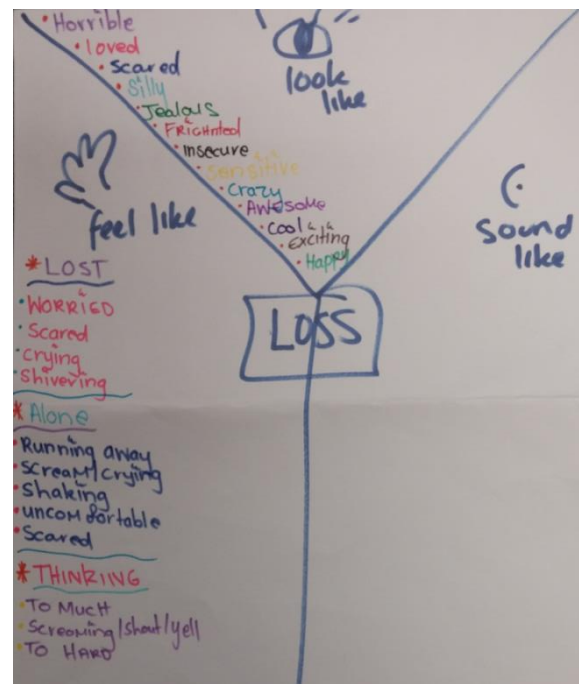 • Horrible
• loved
• Scared
• Silly
• Jealous
• FRiGHNted
• insecure
• Sensitive
• Crazy
• AWeSome
• Cool
• exciting
• Happy
look
like
feel like
Sound
like
LOSS
* LOST
• WORRiED
• Scared
• crying
• Shivering
* Alone
• Running away
• SCReaM/crying
• Shaking
• unCoMfortable
• Scared
* THINKIING
• To MucH
• Screaming/shout/yell
• To HARD